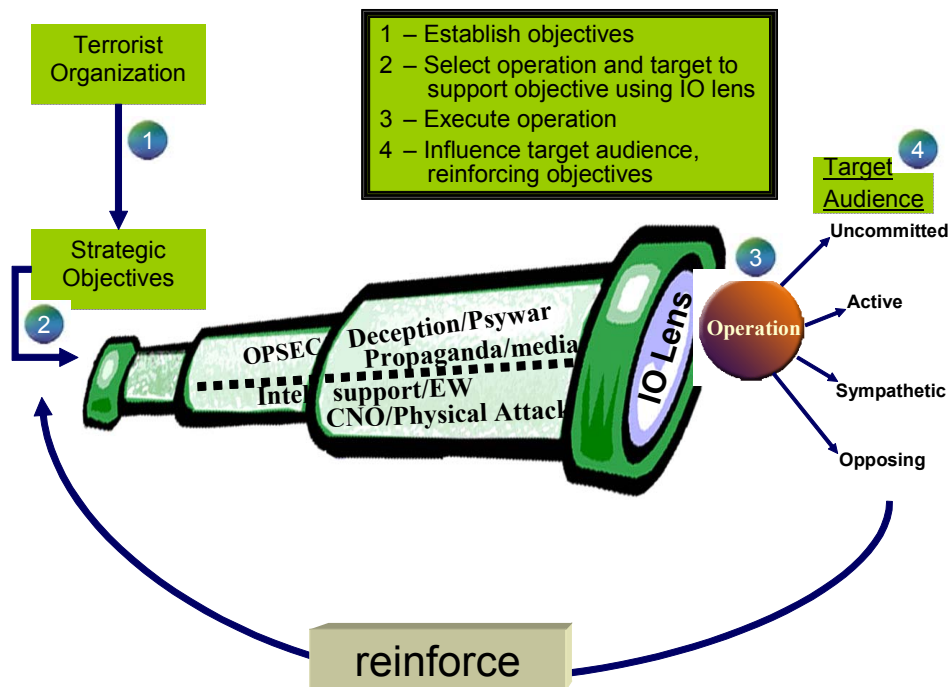 Terrorist
Organization
1
Strategic
Objectives
2
1 – Establish objectives
2 – Select operation and target to
support objective using IO lens
3 – Execute operation
4 – Influence target audience,
reinforcing objectives
OPSEC
Deception/Psywar
Propaganda/media
Intel support/EW
CNO/Physical Attack
IO Lens
3
Operation
4
Target
Audience
Uncommitted
Active
Sympathetic
Opposing
reinforce